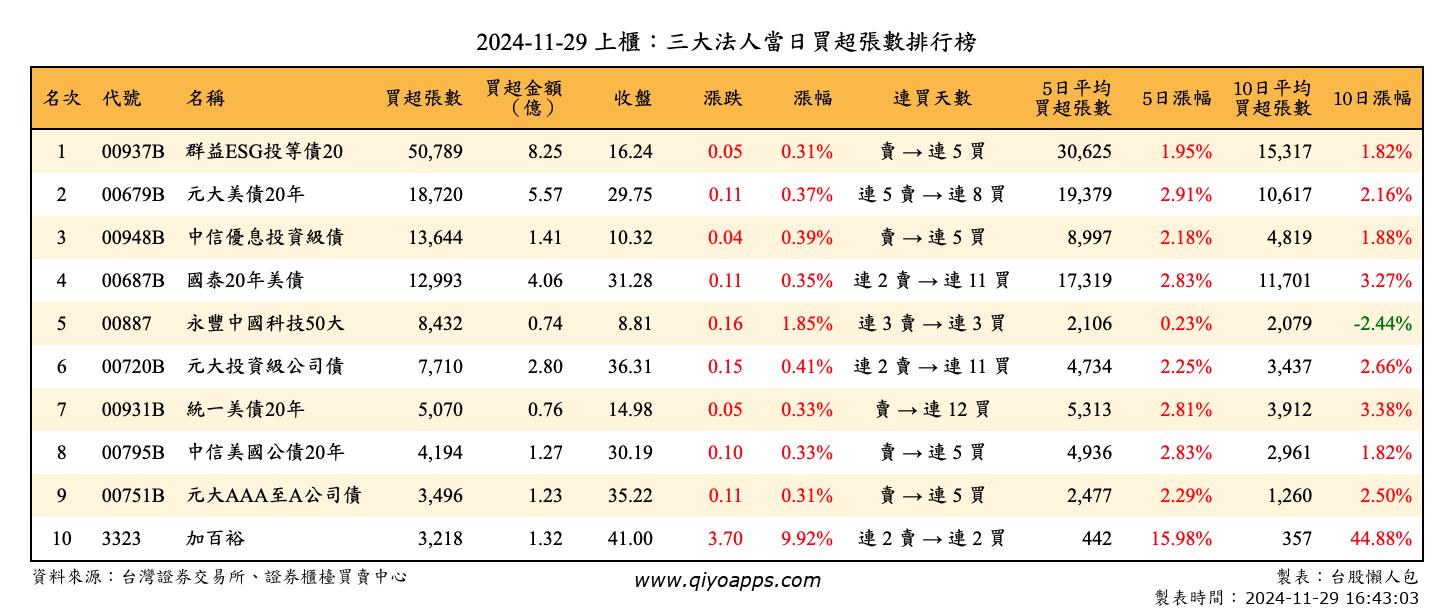 2024-11-29 上櫃：三大法人當日買超張數排行榜
名次 代號 名稱 買超張數 買超金額（億） 收盤 漲跌 漲幅 連買天數 5日平均買超張數 5日漲幅 10日平均買超張數 10日漲幅
1 00937B 群益ESG投等債20 50,789 8.25 16.24 0.05 0.31% 賣 → 連 5 買 30,625 1.95% 15,317 1.82%
2 00679B 元大美債20年 18,720 5.57 29.75 0.11 0.37% 連 5 賣 → 連 8 買 19,379 2.91% 10,617 2.16%
3 00948B 中信優息投資級債 13,644 1.41 10.32 0.04 0.39% 賣 → 連 5 買 8,997 2.18% 4,819 1.88%
4 00687B 國泰20年美債 12,993 4.06 31.28 0.11 0.35% 連 2 賣 → 連 11 買 17,319 2.83% 11,701 3.27%
5 00887 永豐中國科技50大 8,432 0.74 8.81 0.16 1.85% 連 3 賣 → 連 3 買 2,106 0.23% 2,079 -2.44%
6 00720B 元大投資級公司債 7,710 2.80 36.31 0.15 0.41% 連 2 賣 → 連 11 買 4,734 2.25% 3,437 2.66%
7 00931B 統一美債20年 5,070 0.76 14.98 0.05 0.33% 賣 → 連 12 買 5,313 2.81% 3,912 3.38%
8 00795B 中信美國公債20年 4,194 1.27 30.19 0.10 0.33% 賣 → 連 5 買 4,936 2.83% 2,961 1.82%
9 00751B 元大AAA至A公司債 3,496 1.23 35.22 0.11 0.31% 賣 → 連 5 買 2,477 2.29% 1,260 2.50%
10 3323 加百裕 3,218 1.32 41.00 3.70 9.92% 連 2 賣 → 連 2 買 442 15.98% 357 44.88%
資料來源：台灣證券交易所、證券櫃檯買賣中心 www.qiyoapps.com 製表：台股懶人包
製表時間：2024-11-29 16:43:03